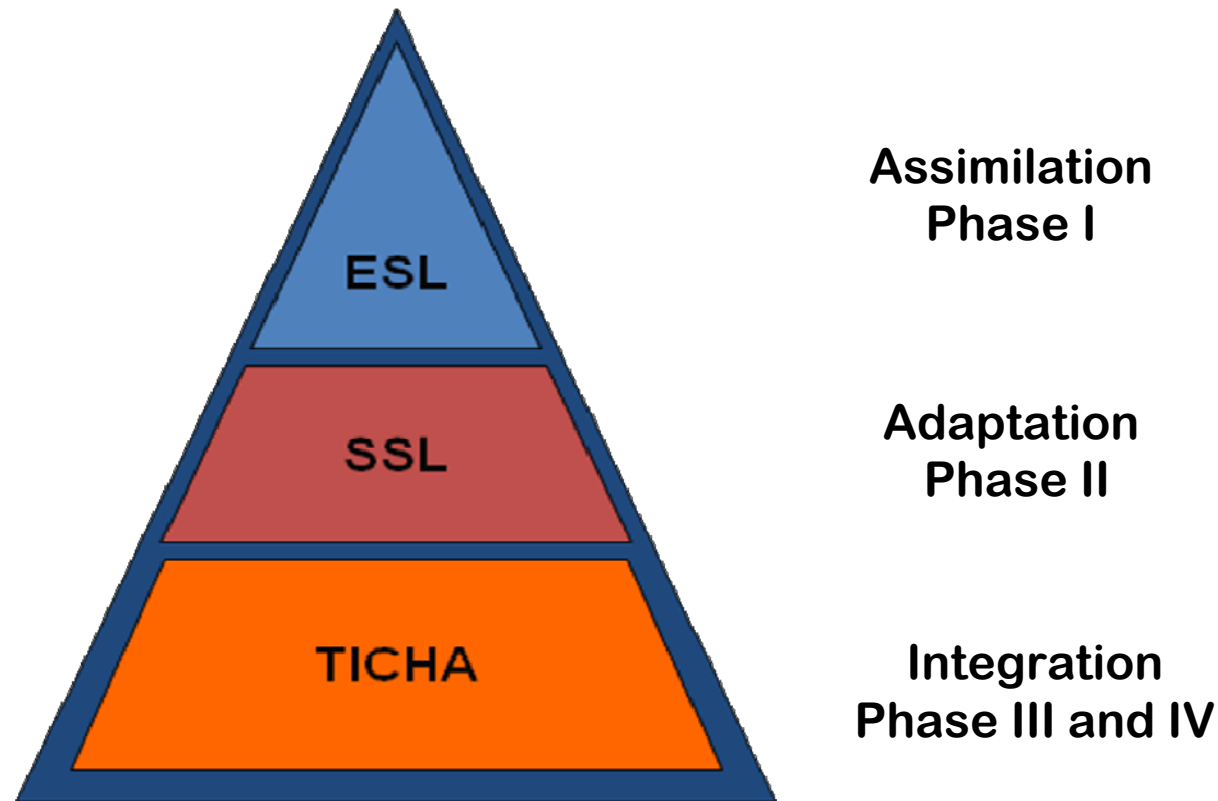 ESL
Assimilation
Phase I
SSL
Adaptation
Phase II
TICHA
Integration
Phase III and IV